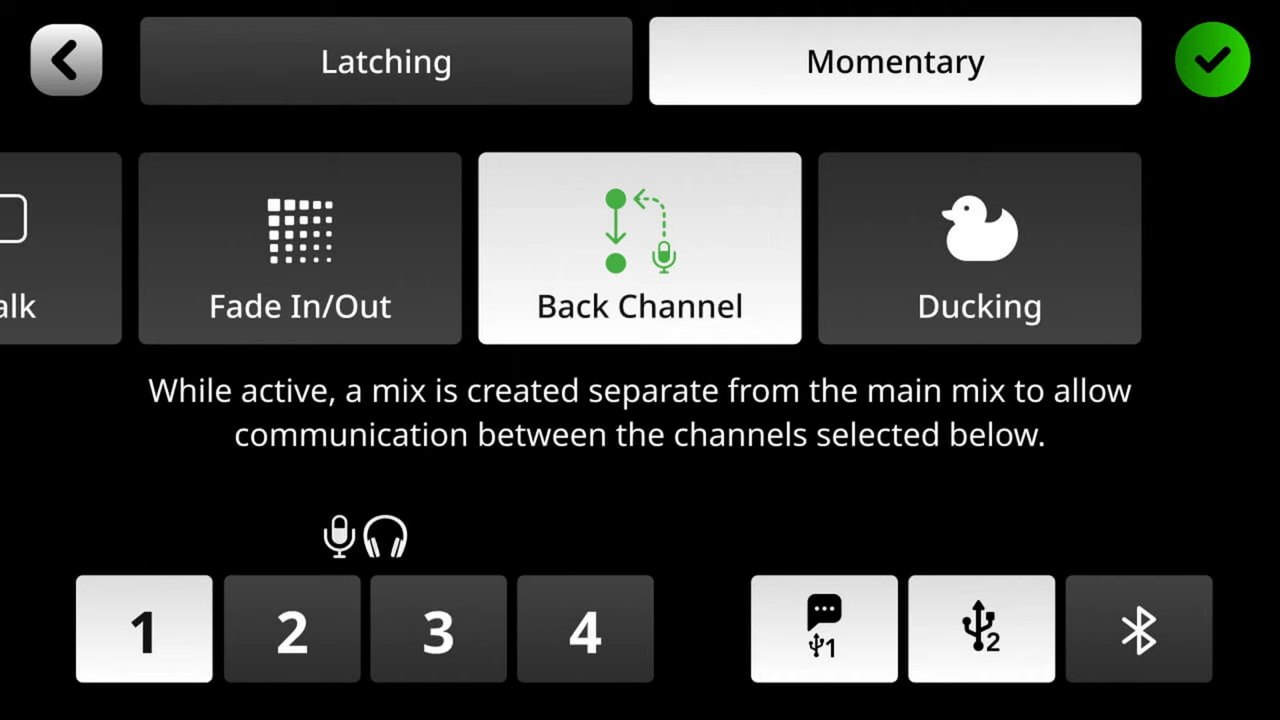 Latching
Momentary
alk
Fade In/Out
Back Channel
Ducking
While active, a mix is created separate from the main mix to allow
communication between the channels selected below.
1
2
3
4
1
2